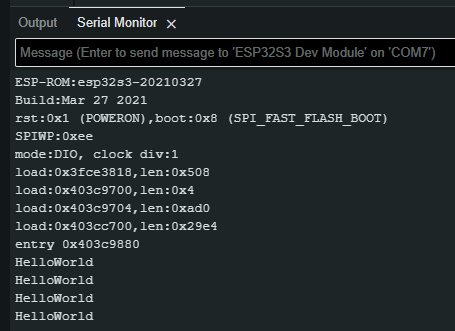 Output Serial Monitor
Message (Enter to send message to 'ESP32S3 Dev Module' on 'COM7')
ESP-ROM:esp32s3-20210327
Build:Mar 27 2021
rst:0x1 (POWERON),boot:0x8 (SPI_FAST_FLASH_BOOT)
SPIWP:0xee
mode:DIO, clock div:1
load:0x3fce3818,len:0x508
load:0x403c9700,len:0x4
load:0x403c9704,len:0xad0
load:0x403cc700,len:0x29e4
entry 0x403c9880
HelloWorld
HelloWorld
HelloWorld
HelloWorld